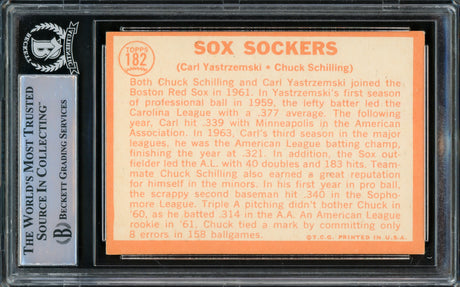 TOPPS
182
SOX SOCKERS
(Carl Yastrzemski • Chuck Schilling)
Both Chuck Schilling and Carl Yastrzemski joined the
Boston Red Sox in 1961. In Yastrzemski's first season
of professional ball in 1959, the lefty batter led the
Carolina League with a .377 average. The following
year, Carl hit .339 with Minneapolis in the American
Association. In 1963, Carl's third season in the major
leagues, he was the American League batting champ,
finishing the year at .321. In addition, the Sox out-
fielder led the A.L. with 40 doubles and 183 hits. Team-
mate Chuck Schilling also earned a great reputation
for himself in the minors. In his first year in pro ball,
the scrappy second baseman hit .340 in the Sopho-
more League. Triple A pitching didn't bother Chuck in
'60, as he batted .314 in the A.A. An American League
rookie in '61, Chuck tied a mark by committing only
8 errors in 158 ballgames.
©T.C.G. PRINTED IN U.S.A.
THE WORLD'S MOST TRUSTED
SOURCE IN COLLECTING™
BECKETT GRADING SERVICES